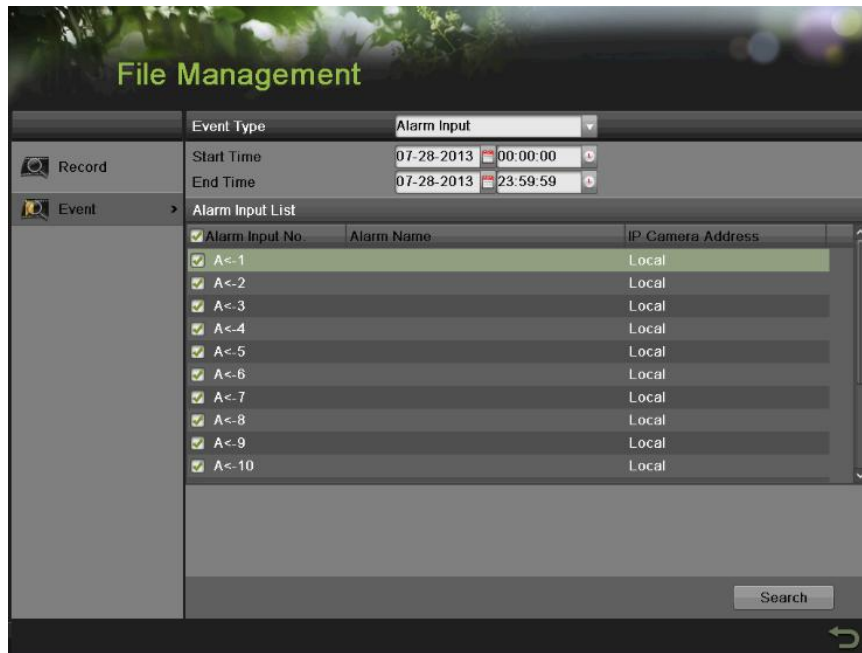 File Management
Event Type Alarm Input
Record
Start Time 07-28-2013 00:00:00
End Time 07-28-2013 23:59:59
Event
Alarm Input List
Alarm Input No. Alarm Name IP Camera Address
A<-1 Local
A<-2 Local
A<-3 Local
A<-4 Local
A<-5 Local
A<-6 Local
A<-7 Local
A<-8 Local
A<-9 Local
A<-10 Local
Search